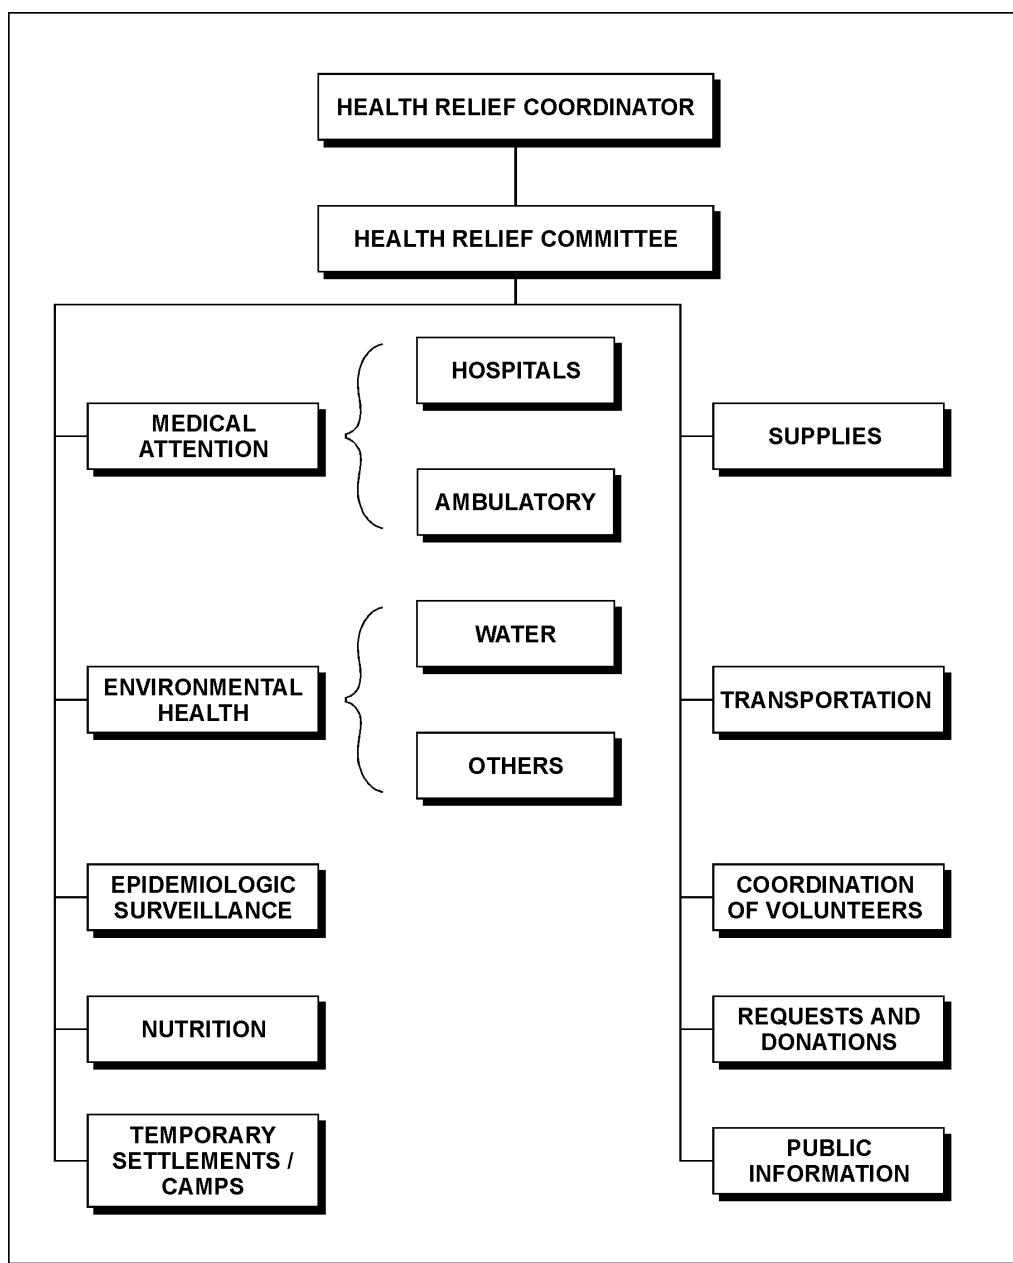 HEALTH RELIEF COORDINATOR
HEALTH RELIEF COMMITTEE
MEDICAL
ATTENTION
HOSPITALS
AMBULATORY
SUPPLIES
ENVIRONMENTAL
HEALTH
WATER
OTHERS
TRANSPORTATION
EPIDEMIOLOGIC
SURVEILLANCE
COORDINATION
OF VOLUNTEERS
NUTRITION
REQUESTS AND
DONATIONS
TEMPORARY
SETTLEMENTS /
CAMPS
PUBLIC
INFORMATION